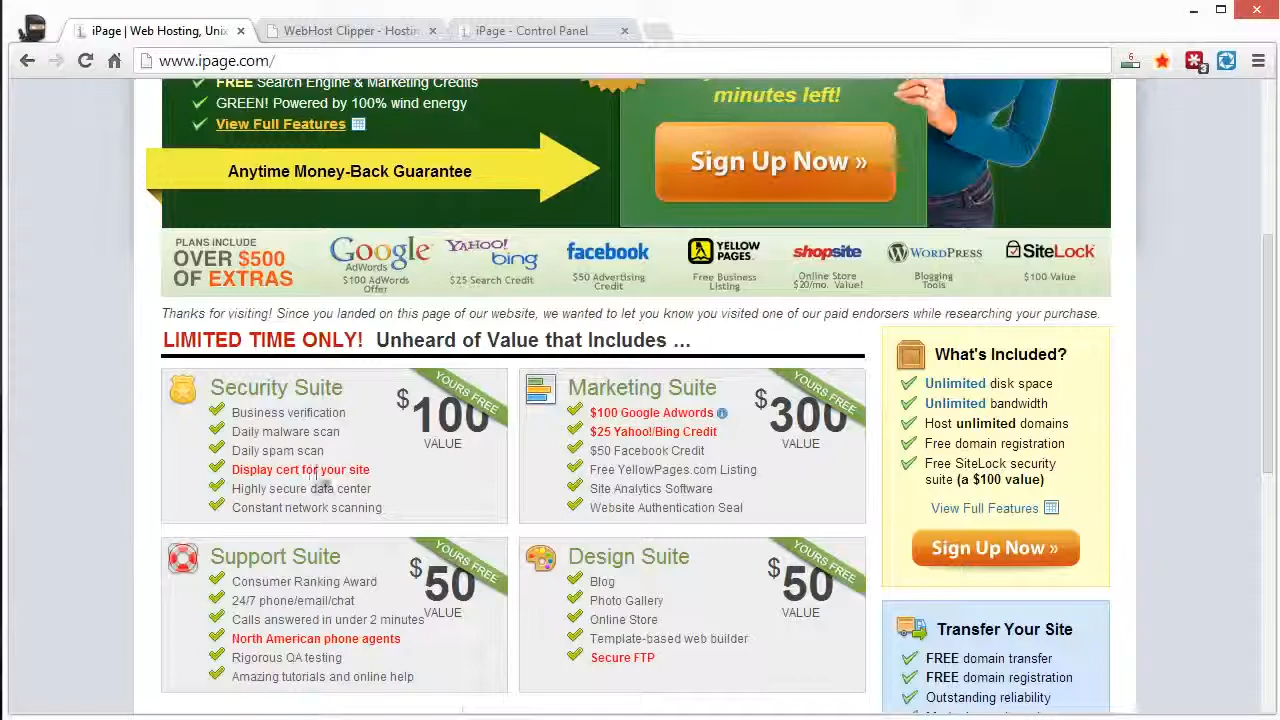 iPage | Web Hosting, Unix
WebHost Clipper - Hostin
iPage - Control Panel
www.ipage.com/
6
3
FREE Search Engine & Marketing Credits
GREEN! Powered by 100% wind energy
View Full Features
Anytime Money-Back Guarantee
minutes left!
Sign Up Now »
PLANS INCLUDE
OVER $500
OF EXTRAS
Google
AdWords
$100 AdWords
Offer
YAHOO!
bing
$25 Search Credit
facebook
$50 Advertising
Credit
YELLOW
PAGES
Free Business
Listing
shopsite
Online Store
$20/mo. Value!
WORDPRESS
Blogging
Tools
SiteLock
$100 Value
Thanks for visiting! Since you landed on this page of our website, we wanted to let you know you visited one of our paid endorsers while researching your purchase.
LIMITED TIME ONLY! Unheard of Value that Includes ...
Security Suite
Business verification
Daily malware scan
Daily spam scan
Display cert for your site
Highly secure data center
Constant network scanning
$100
VALUE
YOURS FREE
Marketing Suite
$100 Google Adwords
$25 Yahoo!/Bing Credit
$50 Facebook Credit
Free YellowPages.com Listing
Site Analytics Software
Website Authentication Seal
$300
VALUE
YOURS FREE
Support Suite
Consumer Ranking Award
24/7 phone/email/chat
Calls answered in under 2 minutes
North American phone agents
Rigorous QA testing
Amazing tutorials and online help
$50
VALUE
YOURS FREE
Design Suite
Blog
Photo Gallery
Online Store
Template-based web builder
Secure FTP
$50
VALUE
YOURS FREE
What's Included?
Unlimited disk space
Unlimited bandwidth
Host unlimited domains
Free domain registration
Free SiteLock security
suite (a $100 value)
View Full Features
Sign Up Now »
Transfer Your Site
FREE domain transfer
FREE domain registration
Outstanding reliability